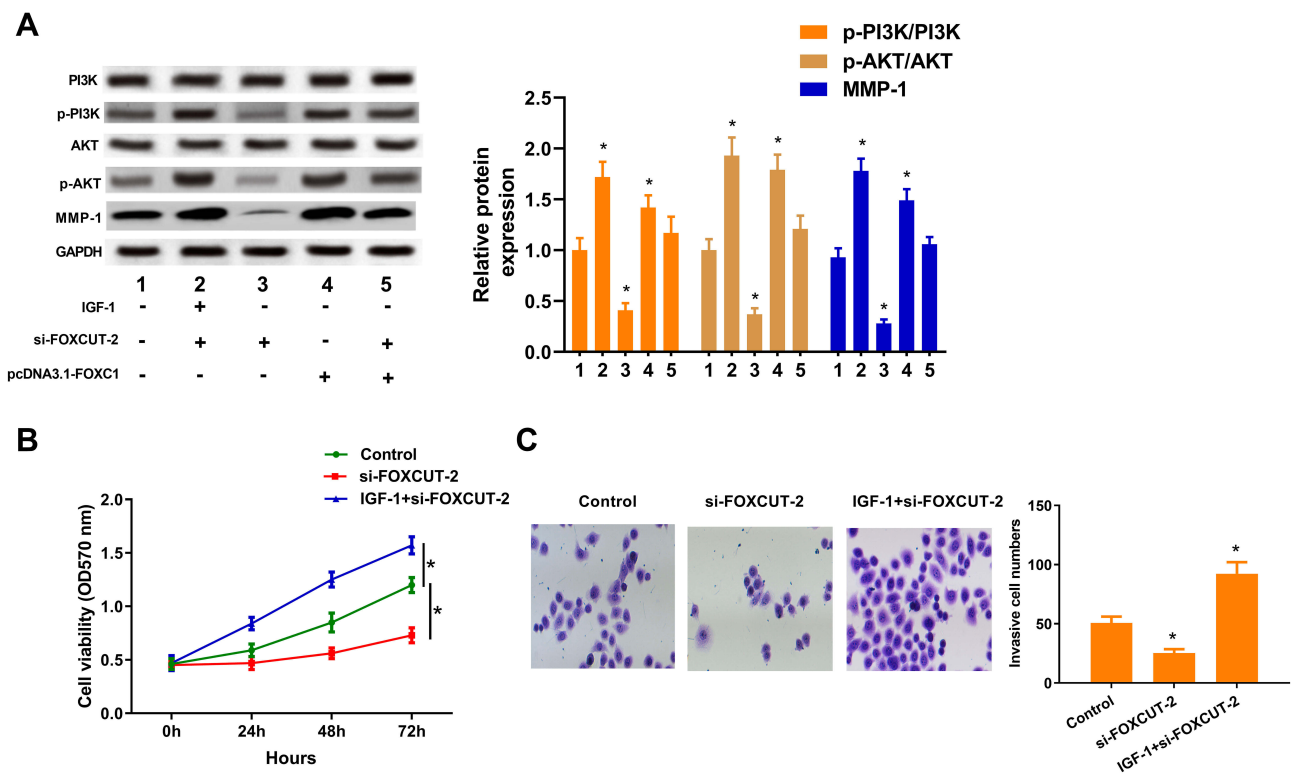 A
PI3K
p-PI3K
AKT
p-AKT
MMP-1
GAPDH
1 2 3 4 5
IGF-1 - + - - -
si-FOXCUT-2 - + + - +
pcDNA3.1-FOXC1 - - - + +
p-PI3K/PI3K
p-AKT/AKT
MMP-1
Relative protein
expression
2.5
2.0
1.5
1.0
0.5
0.0
* * * * * * * * *
1 2 3 4 5 1 2 3 4 5 1 2 3 4 5
B
Control
si-FOXCUT-2
IGF-1+si-FOXCUT-2
Cell viability (OD570 nm)
2.0
1.5
1.0
0.5
0.0
*
*
0h 24h 48h 72h
Hours
C
Control si-FOXCUT-2 IGF-1+si-FOXCUT-2
Invasive cell numbers
150
100
50
0
* *
Control
si-FOXCUT-2
IGF-1+si-FOXCUT-2